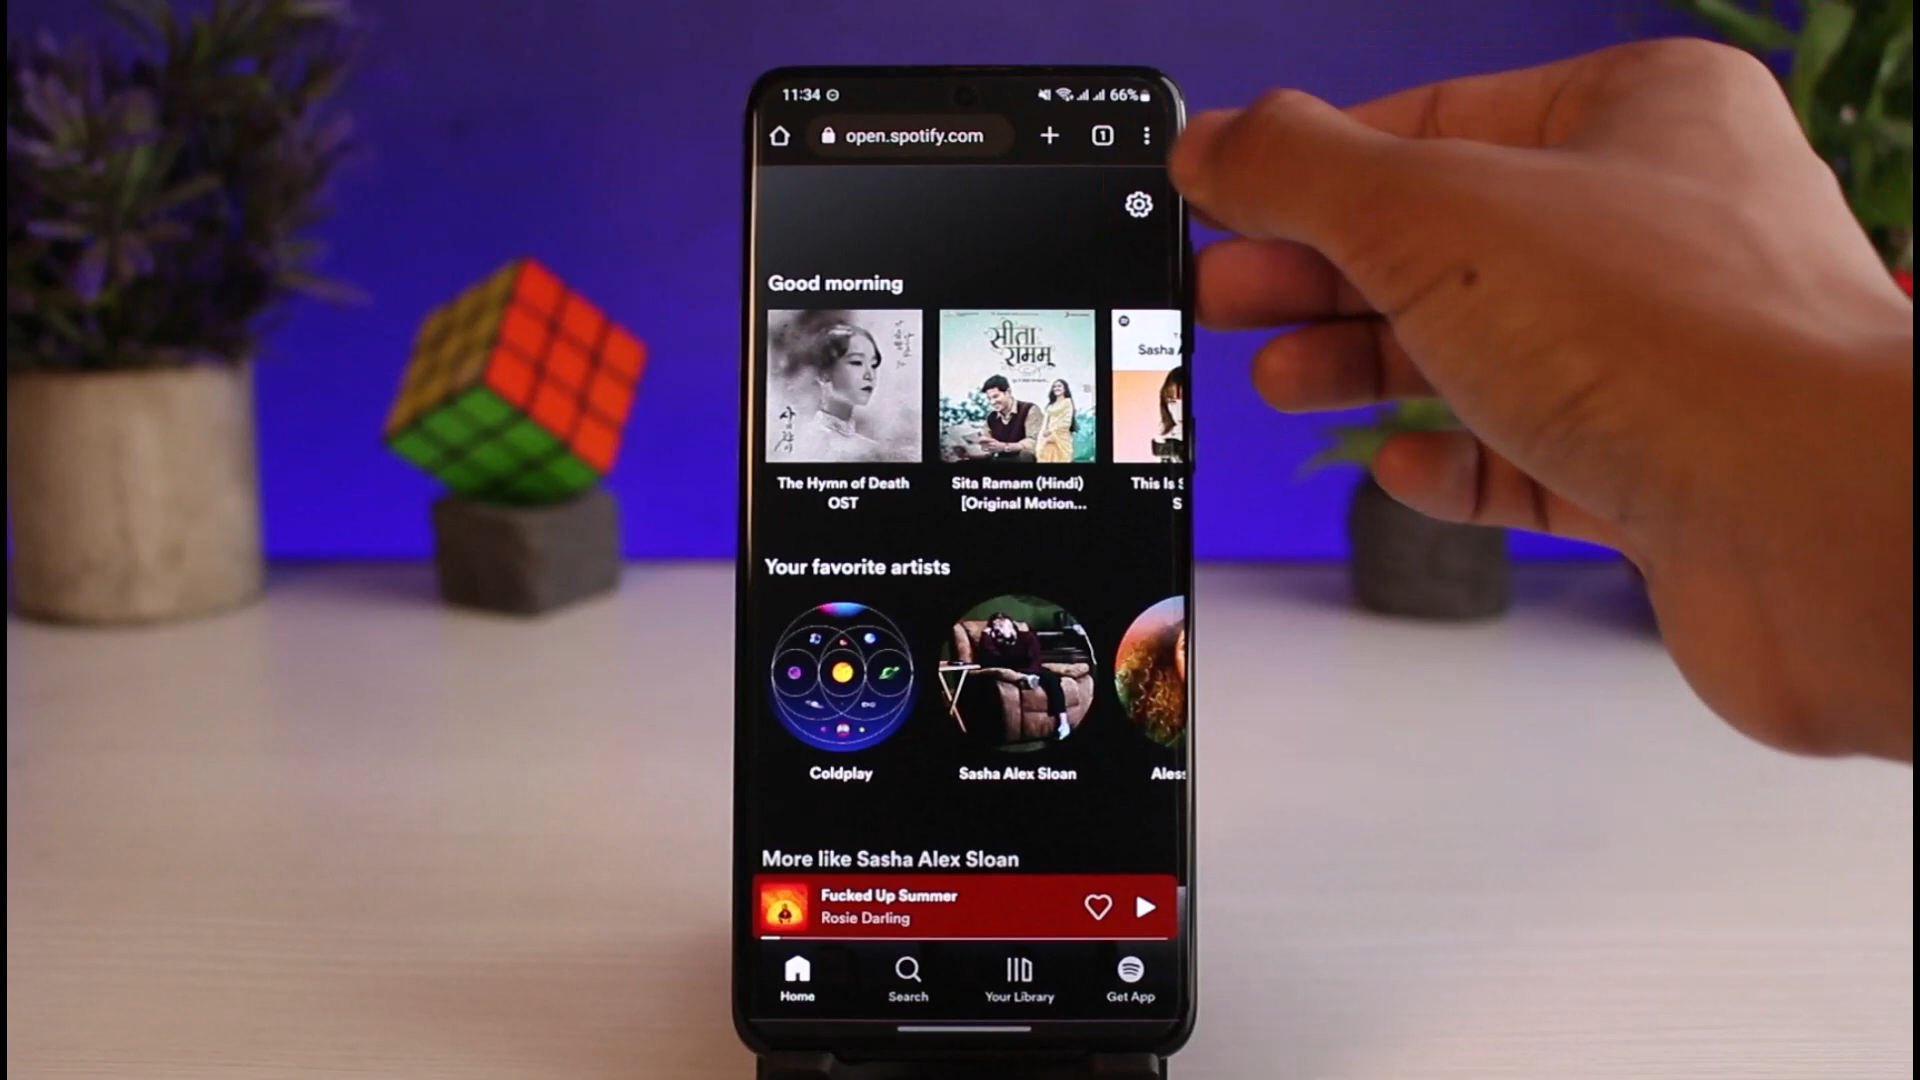 11:34
66%
open.spotify.com
1
Good morning
सीता
रामम्
Sasha
The Hymn of Death
OST
Sita Ramam (Hindi)
[Original Motion...
This Is
Your favorite artists
Coldplay
Sasha Alex Sloan
Ales
More like Sasha Alex Sloan
Fucked Up Summer
Rosie Darling
Home
Search
Your Library
Get App